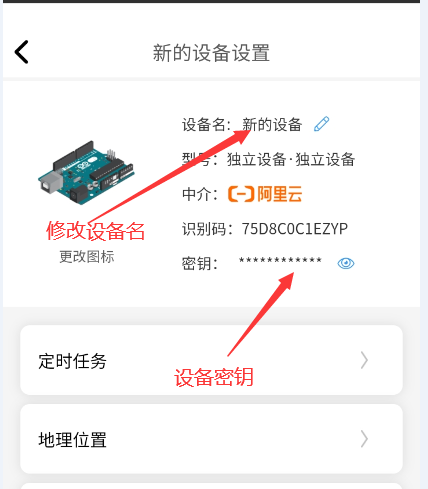 新的设备设置
设备名： 新的设备
型号：独立设备·独立设备
中介：阿里云
识别码：75D8C0C1EZYP
密钥： ************
修改设备名
更改图标
设备密钥
定时任务
地理位置